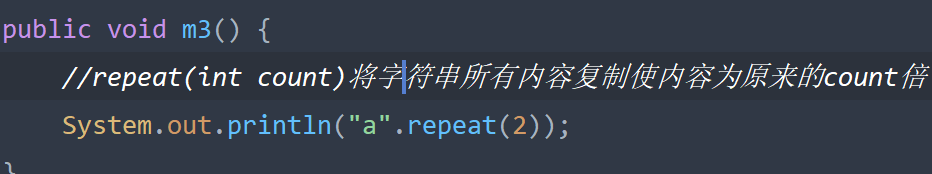 public void m3() {
//repeat(int count)将字符串所有内容复制使内容为原来的count倍
System.out.println("a".repeat(2));
}